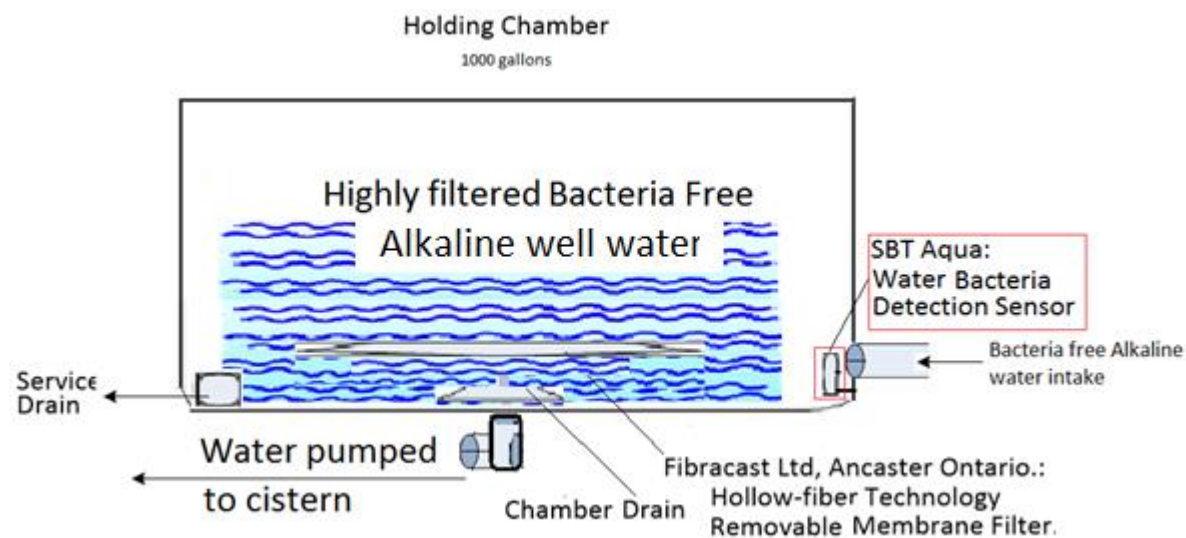 Holding Chamber
1000 gallons
Highly filtered Bacteria Free
Alkaline well water
SBT Aqua:
Water Bacteria
Detection Sensor
Bacteria free Alkaline
water intake
Service
Drain
Water pumped
to cistern
Chamber Drain
Fibracast Ltd, Ancaster Ontario.:
Hollow-fiber Technology
Removable Membrane Filter.